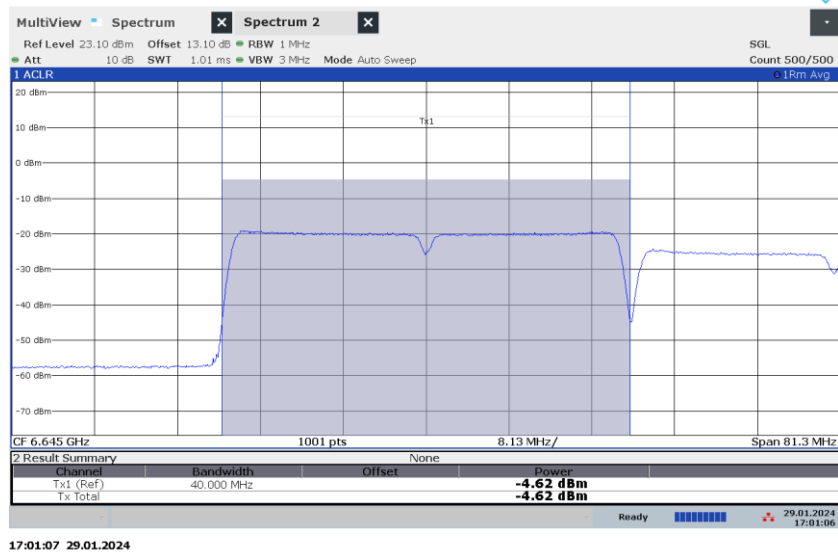 MultiView Spectrum X Spectrum 2 X
Ref Level 23.10 dBm Offset 13.10 dB RBW 1 MHz SGL
Att 10 dB SWT 1.01 ms VBW 3 MHz Mode Auto Sweep Count 500/500
1 ACLR 1Rm Avg
20 dBm
Tx1
10 dBm
0 dBm
-10 dBm
-20 dBm
-30 dBm
-40 dBm
-50 dBm
-60 dBm
-70 dBm
CF 6.645 GHz 1001 pts 8.13 MHz/ Span 81.3 MHz
2 Result Summary None
Channel Bandwidth Offset Power
Tx1 (Ref) 40.000 MHz -4.62 dBm
Tx Total -4.62 dBm
Ready 29.01.2024
17:01:06
17:01:07 29.01.2024